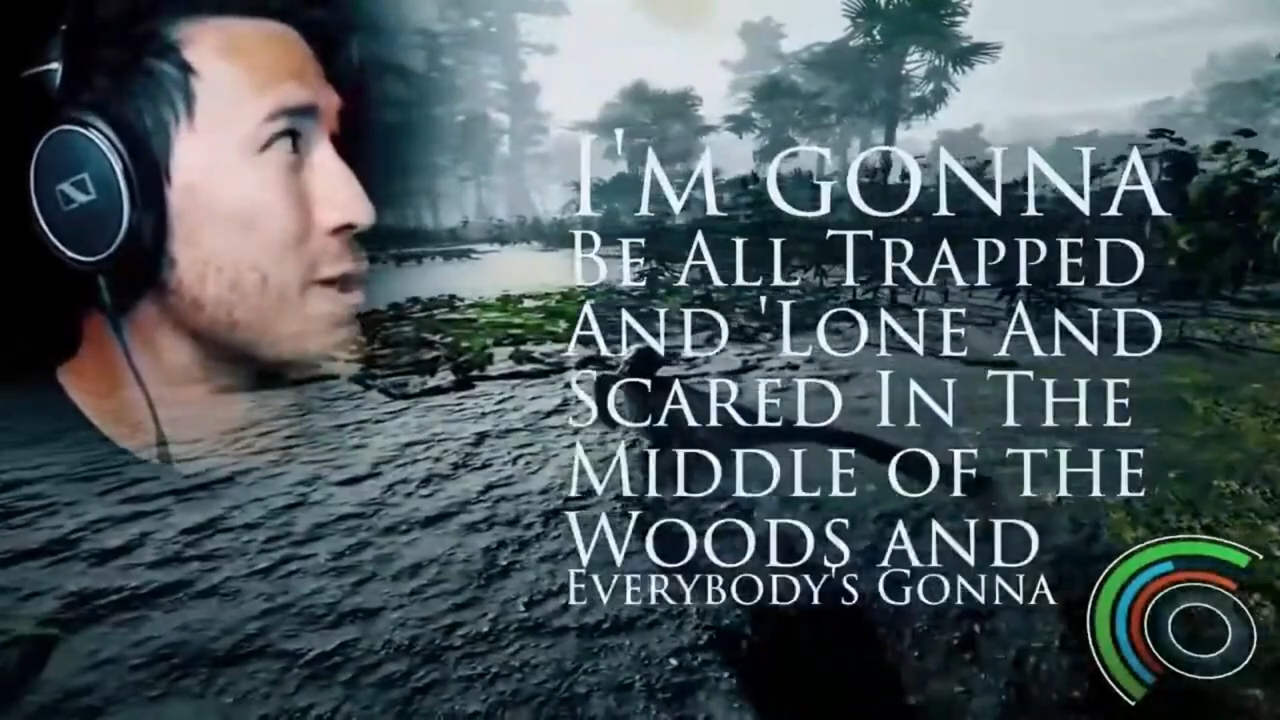 I'M GONNA
BE ALL TRAPPED
AND 'LONE AND
SCARED IN THE
MIDDLE OF THE
WOODS AND
EVERYBODY'S GONNA